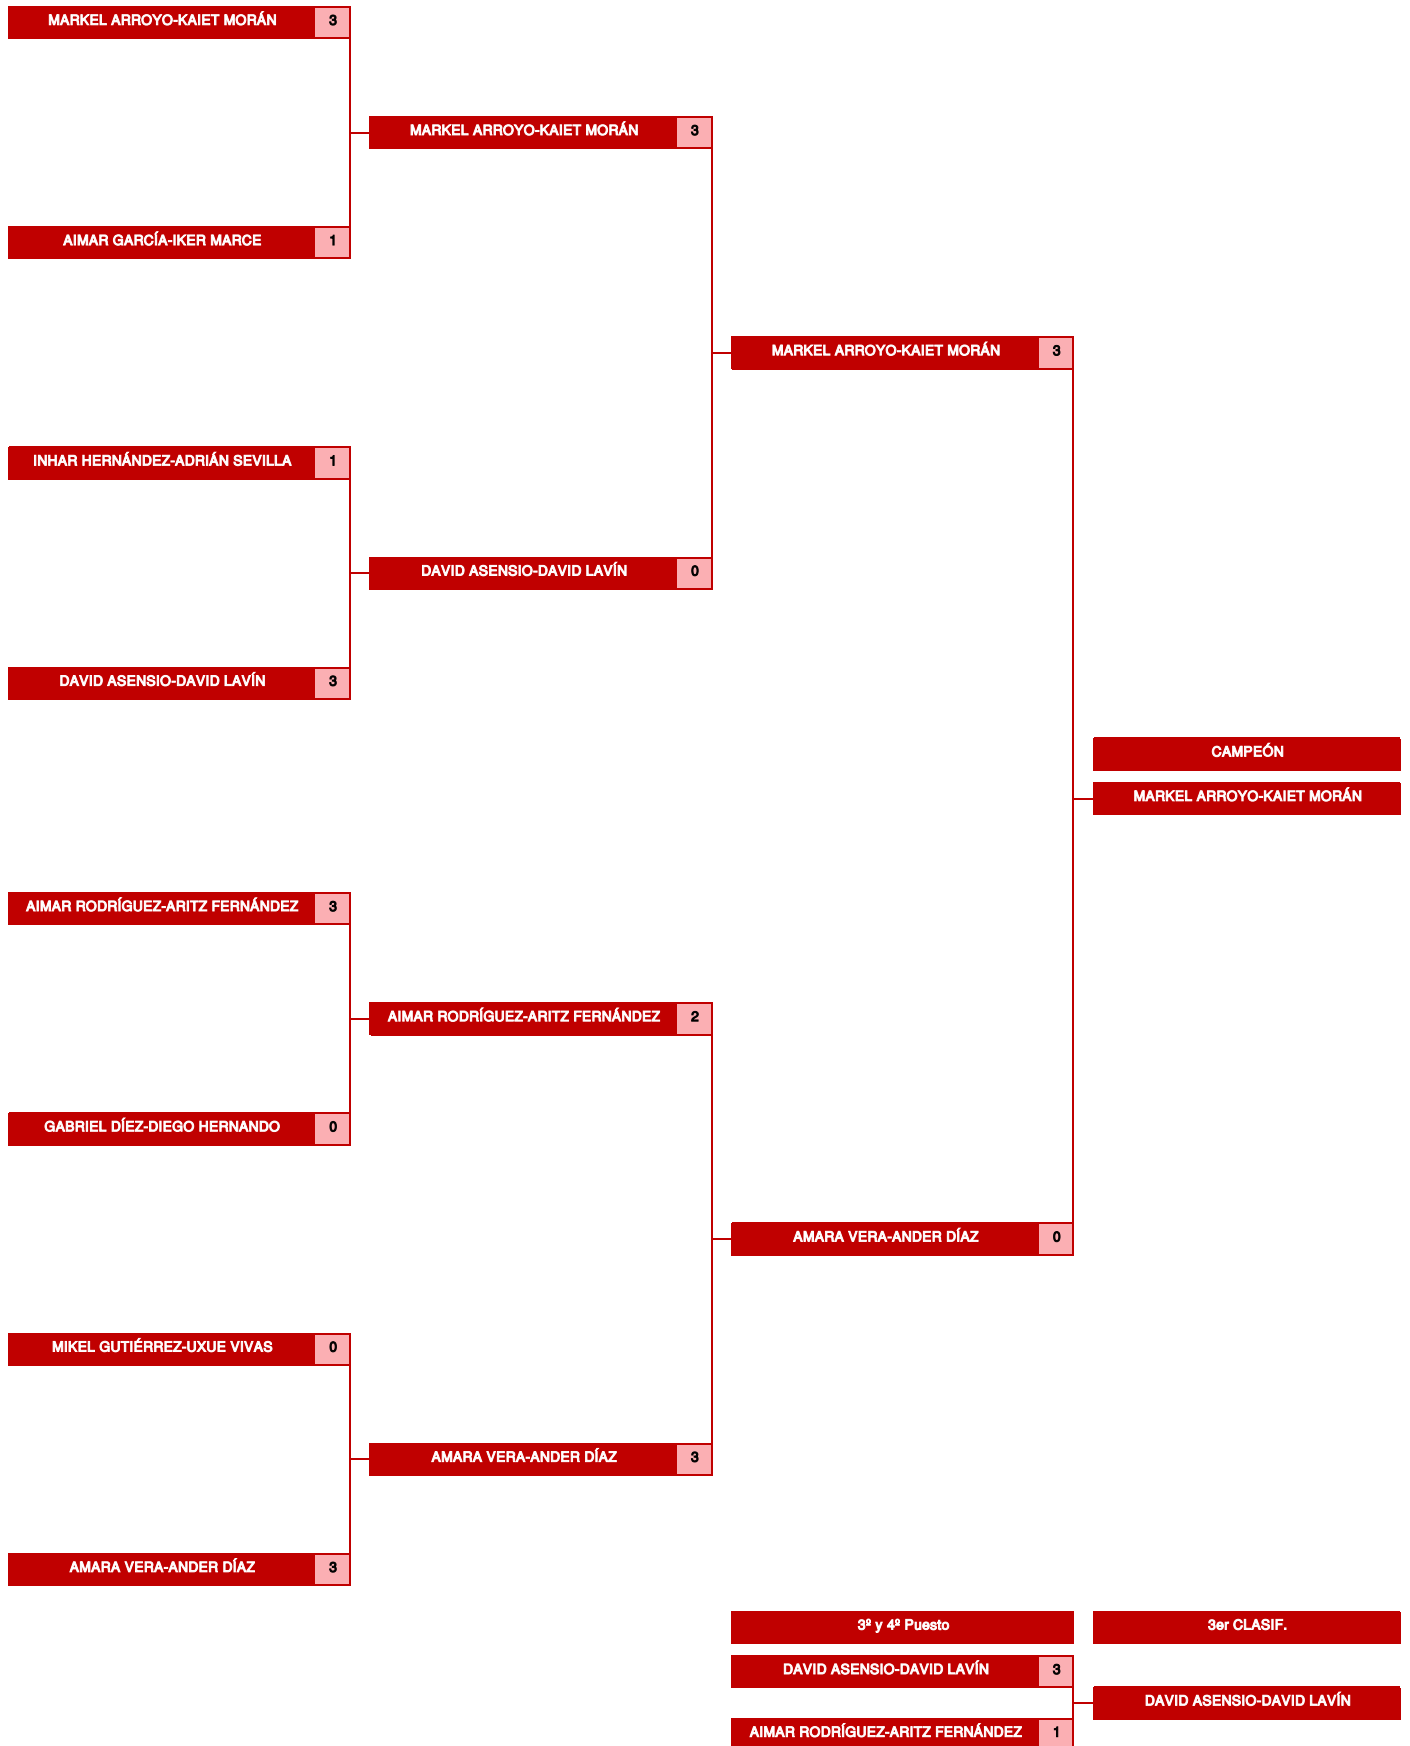 MARKEL ARROYO-KAIET MORÁN 3
MARKEL ARROYO-KAIET MORÁN 3
AIMAR GARCÍA-IKER MARCE 1
MARKEL ARROYO-KAIET MORÁN 3
INHAR HERNÁNDEZ-ADRIÁN SEVILLA 1
DAVID ASENSIO-DAVID LAVÍN 0
DAVID ASENSIO-DAVID LAVÍN 3
CAMPEÓN
MARKEL ARROYO-KAIET MORÁN
AIMAR RODRÍGUEZ-ARITZ FERNÁNDEZ 3
AIMAR RODRÍGUEZ-ARITZ FERNÁNDEZ 2
GABRIEL DÍEZ-DIEGO HERNANDO 0
AMARA VERA-ANDER DÍAZ 0
MIKEL GUTIÉRREZ-UXUE VIVAS 0
AMARA VERA-ANDER DÍAZ 3
AMARA VERA-ANDER DÍAZ 3
3º y 4º Puesto 3er CLASIF.
DAVID ASENSIO-DAVID LAVÍN 3
DAVID ASENSIO-DAVID LAVÍN
AIMAR RODRÍGUEZ-ARITZ FERNÁNDEZ 1